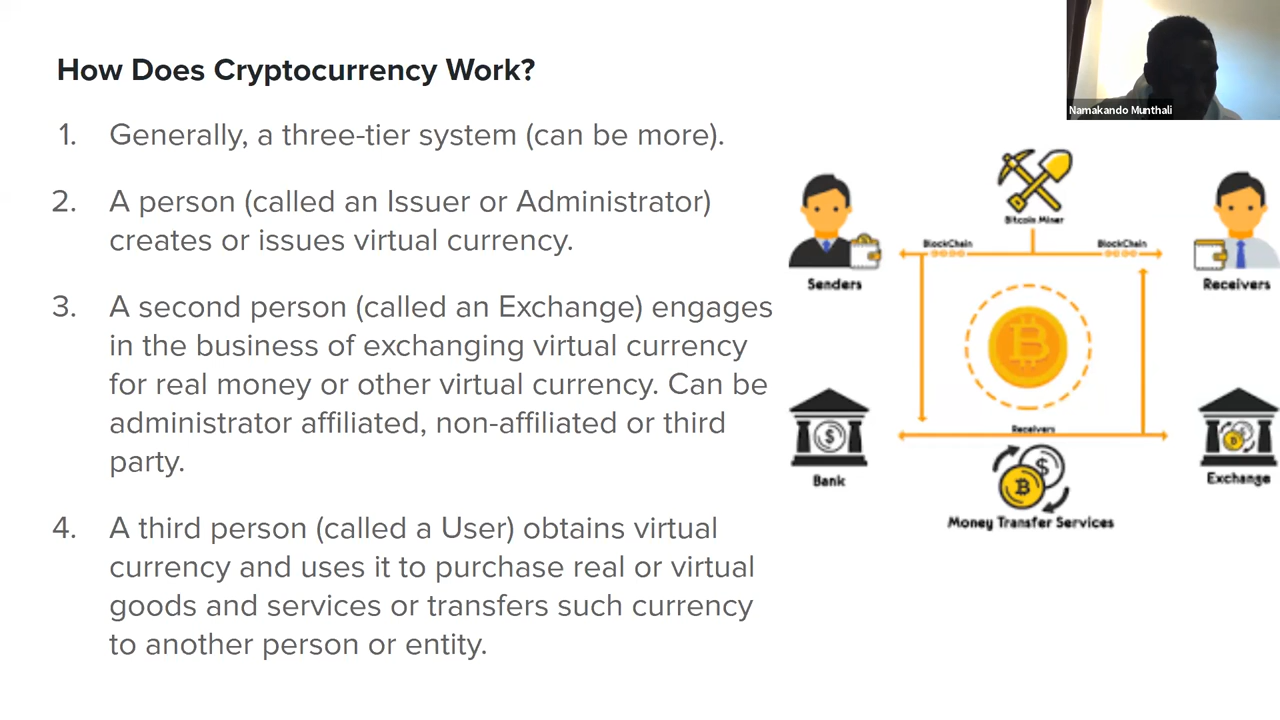 How Does Cryptocurrency Work?
Namakando Munthali
1. Generally, a three-tier system (can be more).
2. A person (called an Issuer or Administrator)
creates or issues virtual currency.
3. A second person (called an Exchange) engages
in the business of exchanging virtual currency
for real money or other virtual currency. Can be
administrator affiliated, non-affiliated or third
party.
4. A third person (called a User) obtains virtual
currency and uses it to purchase real or virtual
goods and services or transfers such currency
to another person or entity.
Bitcoin Miner
BlockChain
BlockChain
Senders
Receivers
Receivers
Bank
Exchange
Money Transfer Services